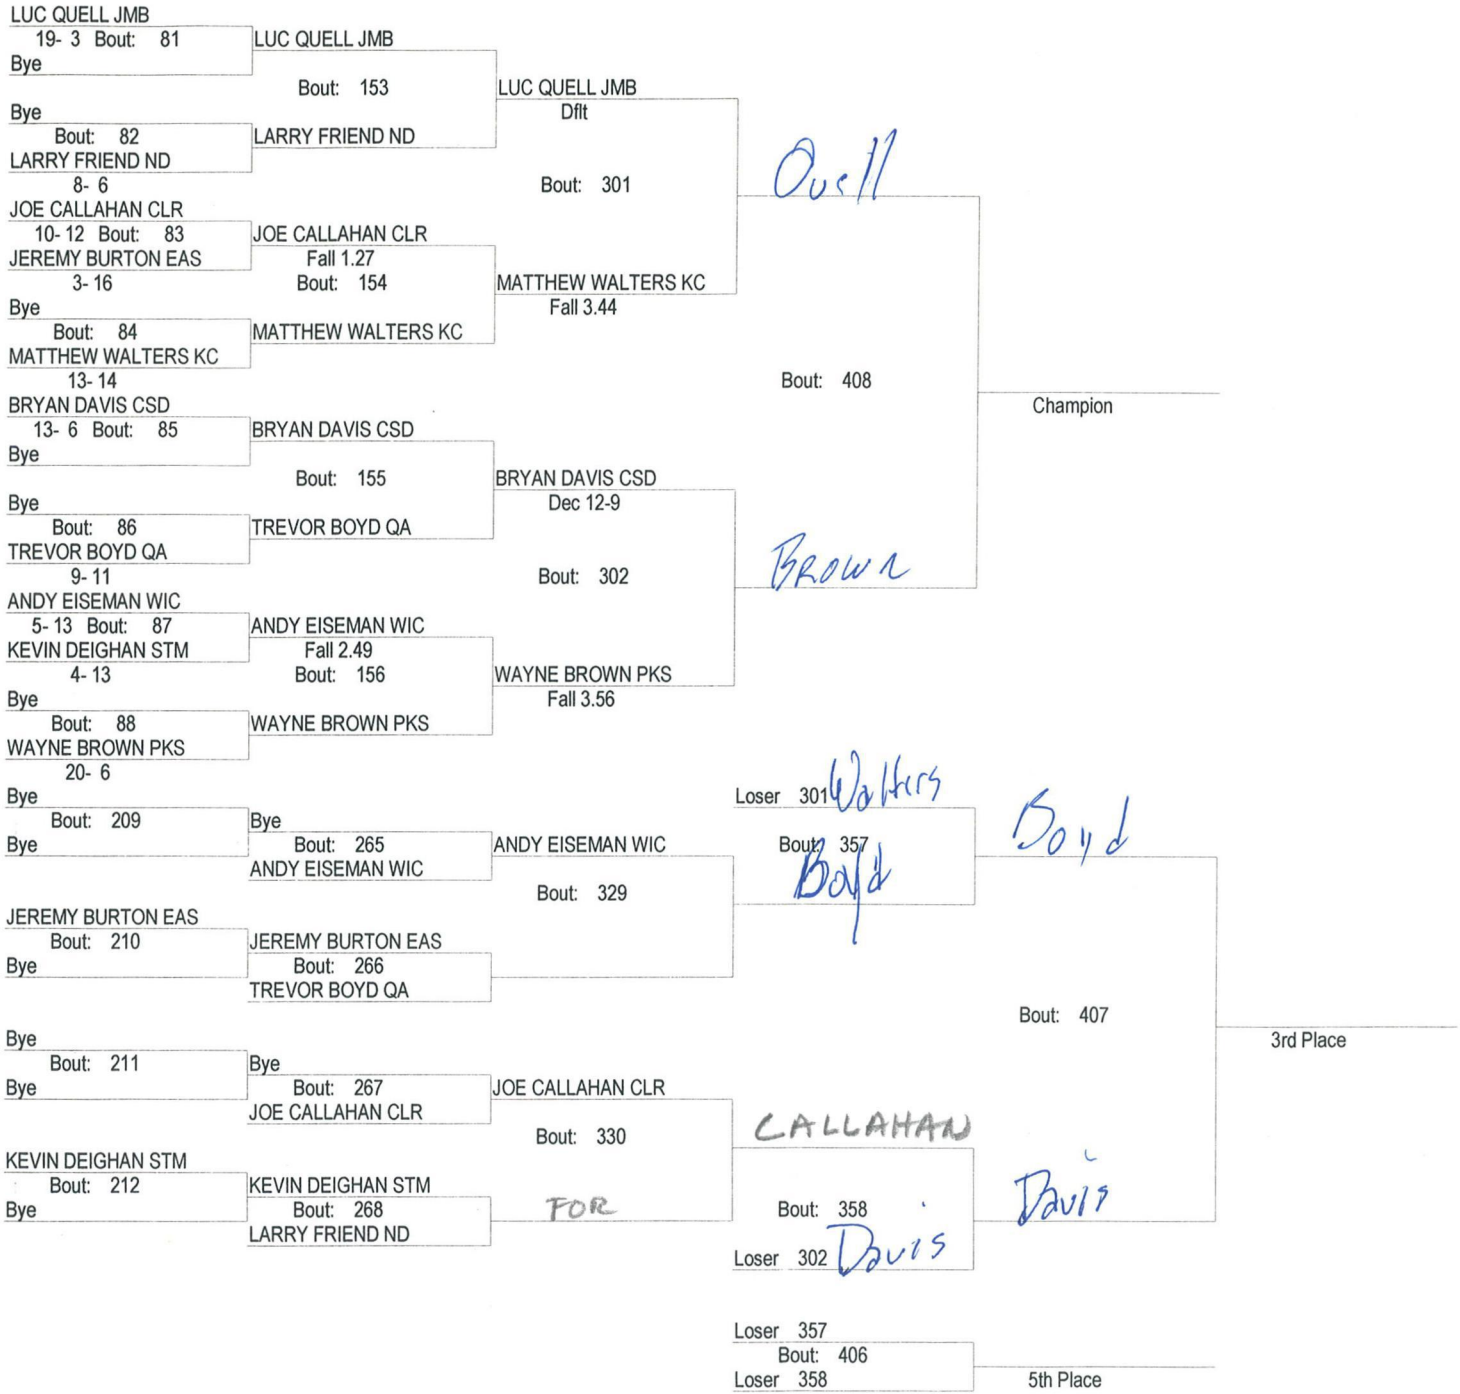 LUC QUELL JMB
19- 3 Bout: 81
Bye
LUC QUELL JMB
Bout: 153
LUC QUELL JMB
Dflt
Bye
Bout: 82
LARRY FRIEND ND
LARRY FRIEND ND
8- 6
Bout: 301
Quell
JOE CALLAHAN CLR
10- 12 Bout: 83
JEREMY BURTON EAS
3- 16
JOE CALLAHAN CLR
Fall 1.27
Bout: 154
MATTHEW WALTERS KC
Fall 3.44
Bye
Bout: 84
MATTHEW WALTERS KC
MATTHEW WALTERS KC
13- 14
Bout: 408
Champion
BRYAN DAVIS CSD
13- 6 Bout: 85
Bye
BRYAN DAVIS CSD
Bout: 155
BRYAN DAVIS CSD
Dec 12-9
Bye
Bout: 86
TREVOR BOYD QA
TREVOR BOYD QA
9- 11
Bout: 302
BROWN
ANDY EISEMAN WIC
5- 13 Bout: 87
KEVIN DEIGHAN STM
4- 13
ANDY EISEMAN WIC
Fall 2.49
Bout: 156
WAYNE BROWN PKS
Fall 3.56
Bye
Bout: 88
WAYNE BROWN PKS
WAYNE BROWN PKS
20- 6
Bye
Bout: 209
Bye
Bye
Bout: 265
ANDY EISEMAN WIC
ANDY EISEMAN WIC
Bout: 329
Loser 301 Walters
Bout: 357
Boyd
Boyd
JEREMY BURTON EAS
Bout: 210
Bye
JEREMY BURTON EAS
Bout: 266
TREVOR BOYD QA
Bout: 407
3rd Place
Bye
Bout: 211
Bye
Bye
Bout: 267
JOE CALLAHAN CLR
JOE CALLAHAN CLR
Bout: 330
CALLAHAN
KEVIN DEIGHAN STM
Bout: 212
Bye
KEVIN DEIGHAN STM
Bout: 268
LARRY FRIEND ND
FOR
Bout: 358
Loser 302 Davis
Davis
Loser 357
Bout: 406
Loser 358
5th Place